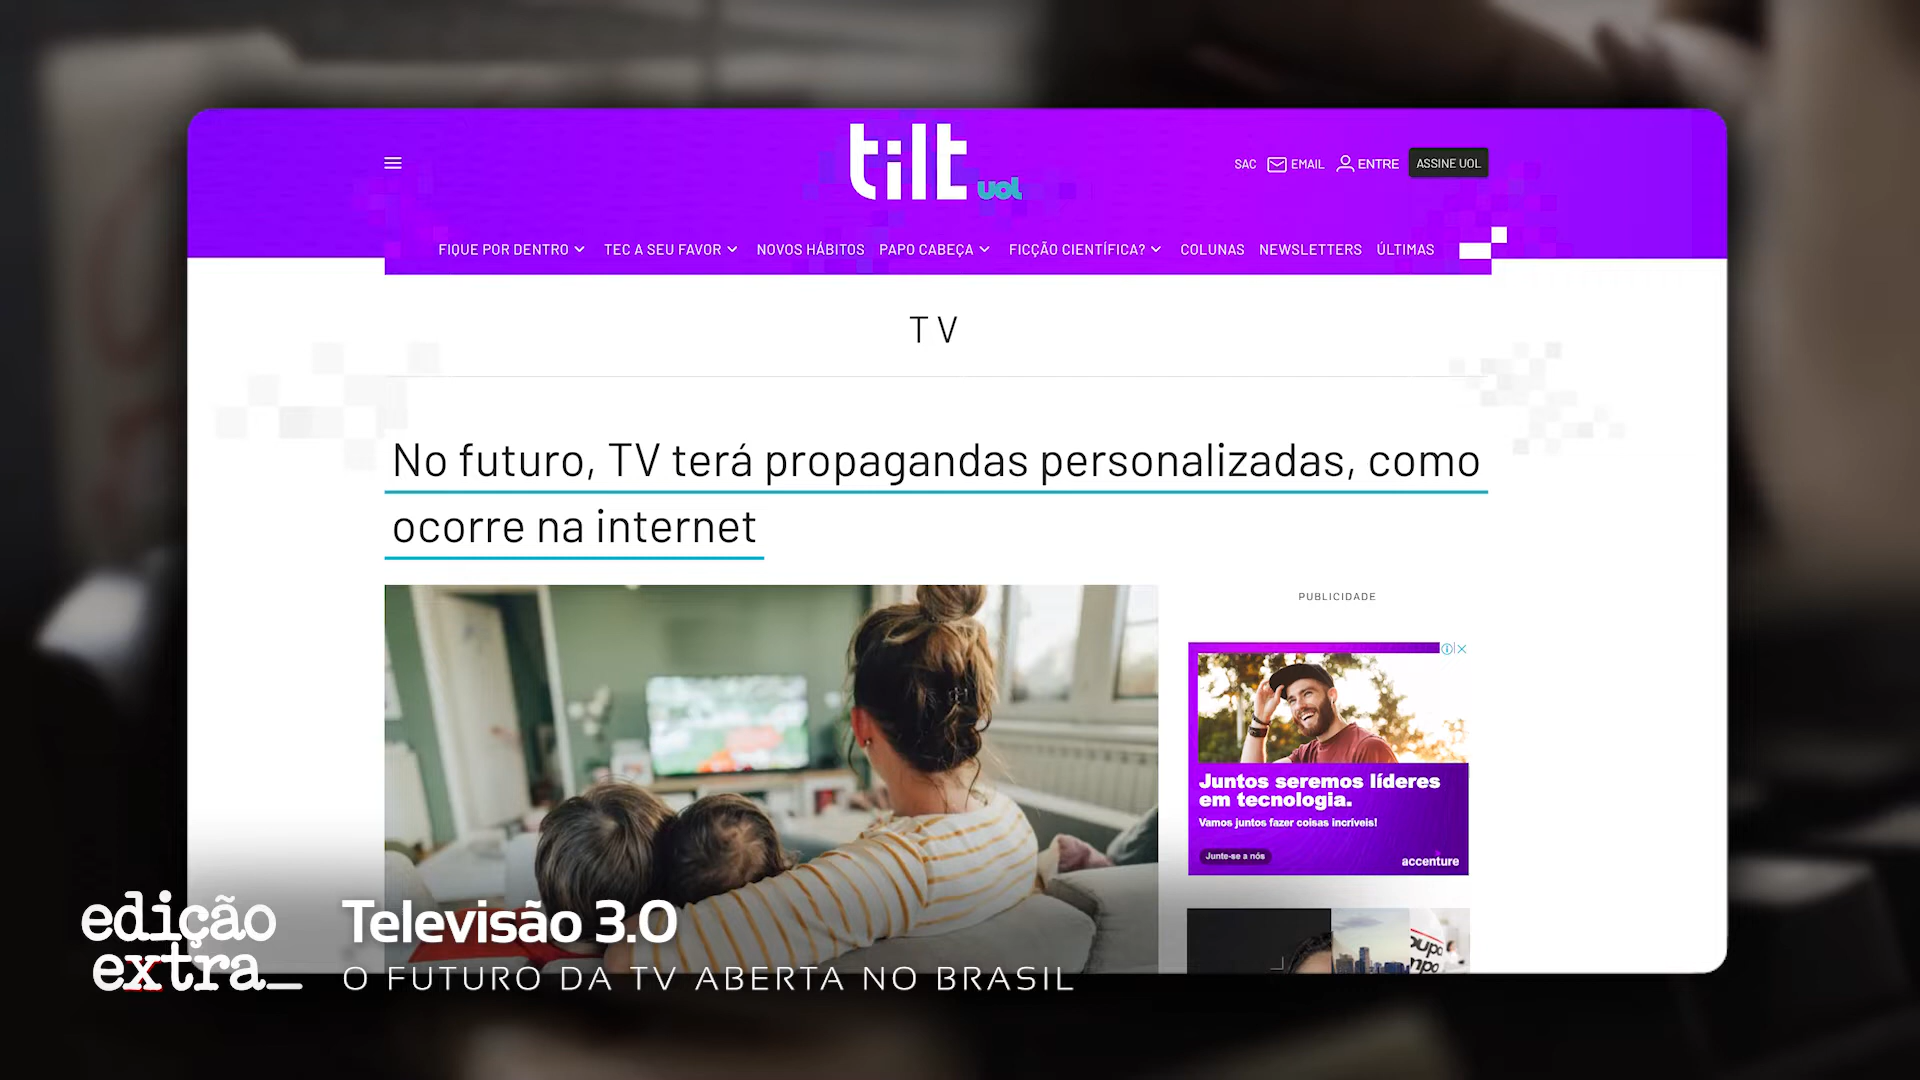 tilt uol
SAC EMAIL ENTRE ASSINE UOL
FIQUE POR DENTRO TEC A SEU FAVOR NOVOS HÁBITOS PAPO CABEÇA FICÇÃO CIENTÍFICA? COLUNAS NEWSLETTERS ÚLTIMAS
TV
No futuro, TV terá propagandas personalizadas, como
ocorre na internet
PUBLICIDADE
Juntos seremos líderes
em tecnologia.
Vamos juntos fazer coisas incríveis!
Junte-se a nós
accenture
edição
extra_
Televisão 3.0
O FUTURO DA TV ABERTA NO BRASIL